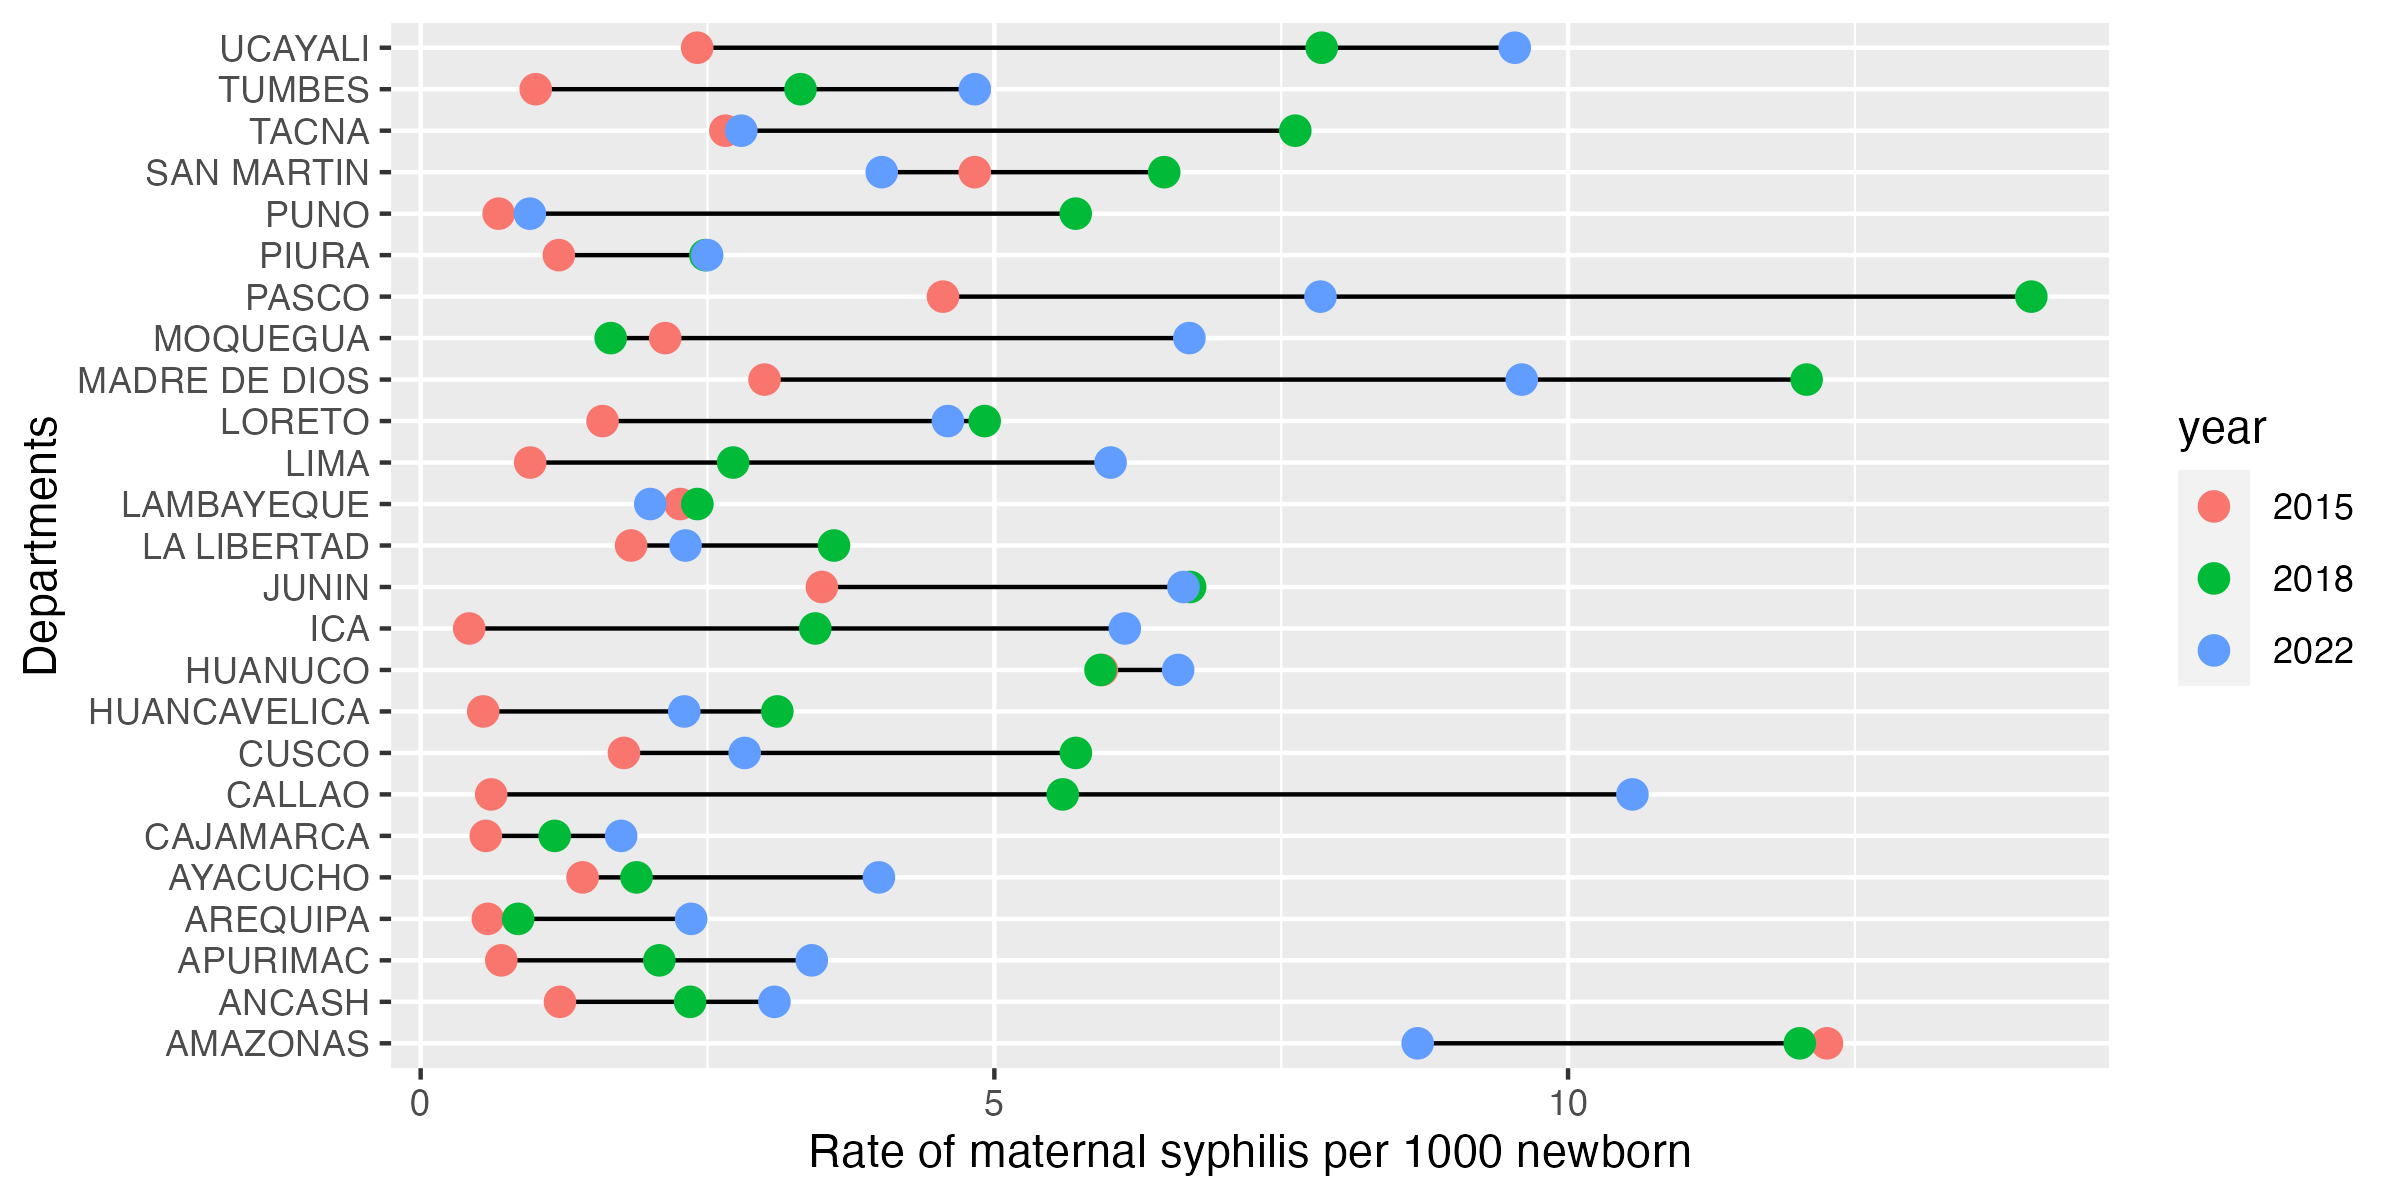 UCAYALI
TUMBES
TACNA
SAN MARTIN
PUNO
PIURA
PASCO
MOQUEGUA
MADRE DE DIOS
LORETO
LIMA
LAMBAYEQUE
LA LIBERTAD
JUNIN
ICA
HUANUCO
HUANCAVELICA
CUSCO
CALLAO
CAJAMARCA
AYACUCHO
AREQUIPA
APURIMAC
ANCASH
AMAZONAS
Departments
0 5 10
Rate of maternal syphilis per 1000 newborn
year
2015
2018
2022